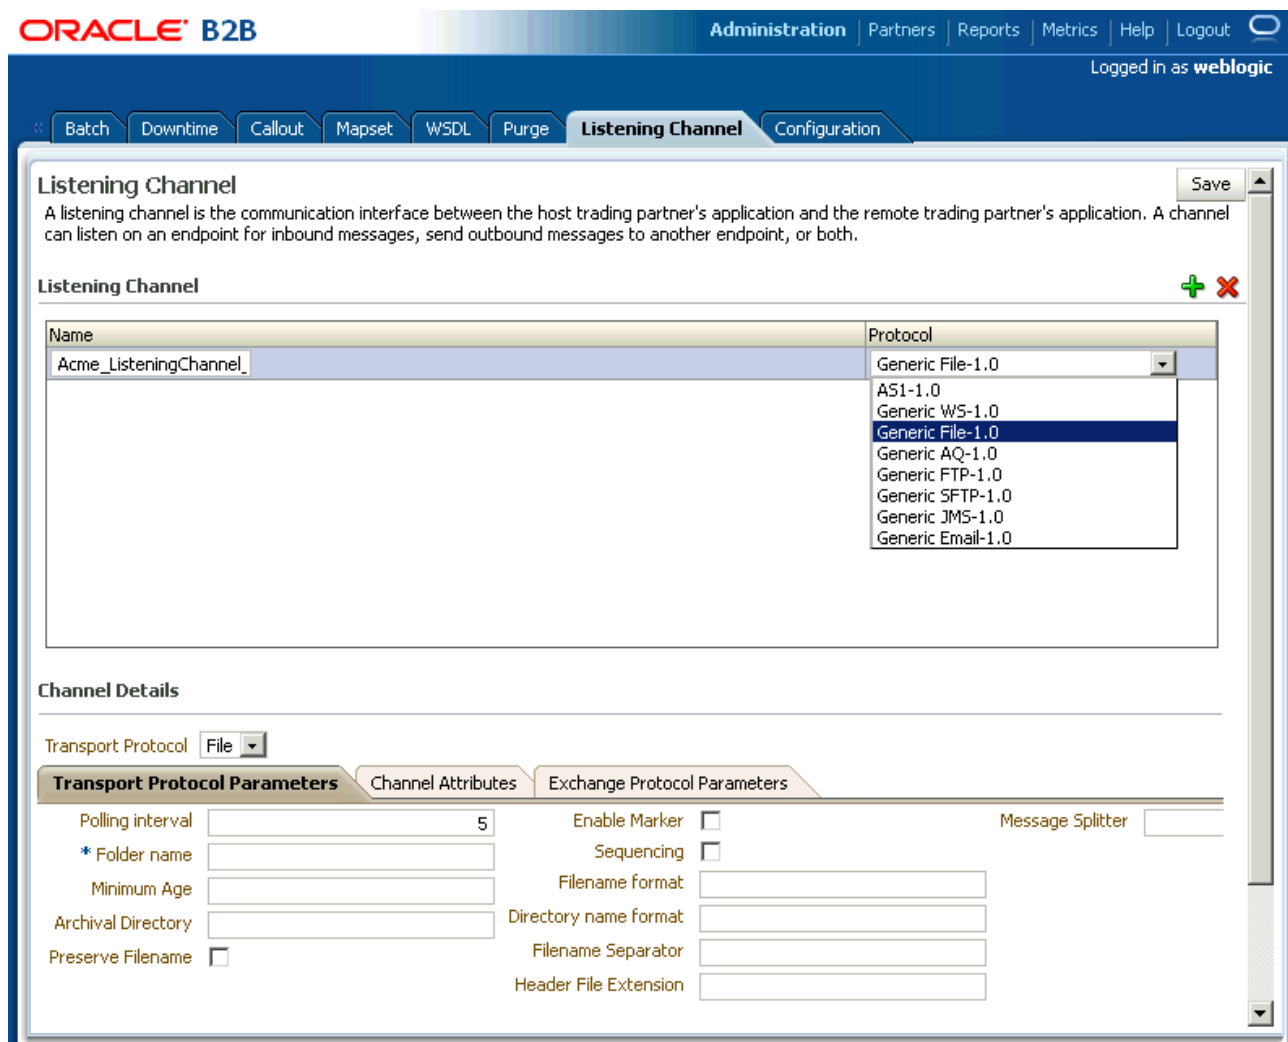 ORACLE B2B
Administration Partners Reports Metrics Help Logout
Logged in as weblogic
Batch Downtime Callout Mapset WSDL Purge Listening Channel Configuration
Listening Channel Save
A listening channel is the communication interface between the host trading partner's application and the remote trading partner's application. A channel
can listen on an endpoint for inbound messages, send outbound messages to another endpoint, or both.
Listening Channel
Name Protocol
Acme_ListeningChannel_ Generic File-1.0
AS1-1.0
Generic WS-1.0
Generic File-1.0
Generic AQ-1.0
Generic FTP-1.0
Generic SFTP-1.0
Generic JMS-1.0
Generic Email-1.0
Channel Details
Transport Protocol File
Transport Protocol Parameters Channel Attributes Exchange Protocol Parameters
Polling interval 5 Enable Marker Message Splitter
* Folder name Sequencing
Minimum Age Filename format
Archival Directory Directory name format
Preserve Filename Filename Separator
Header File Extension